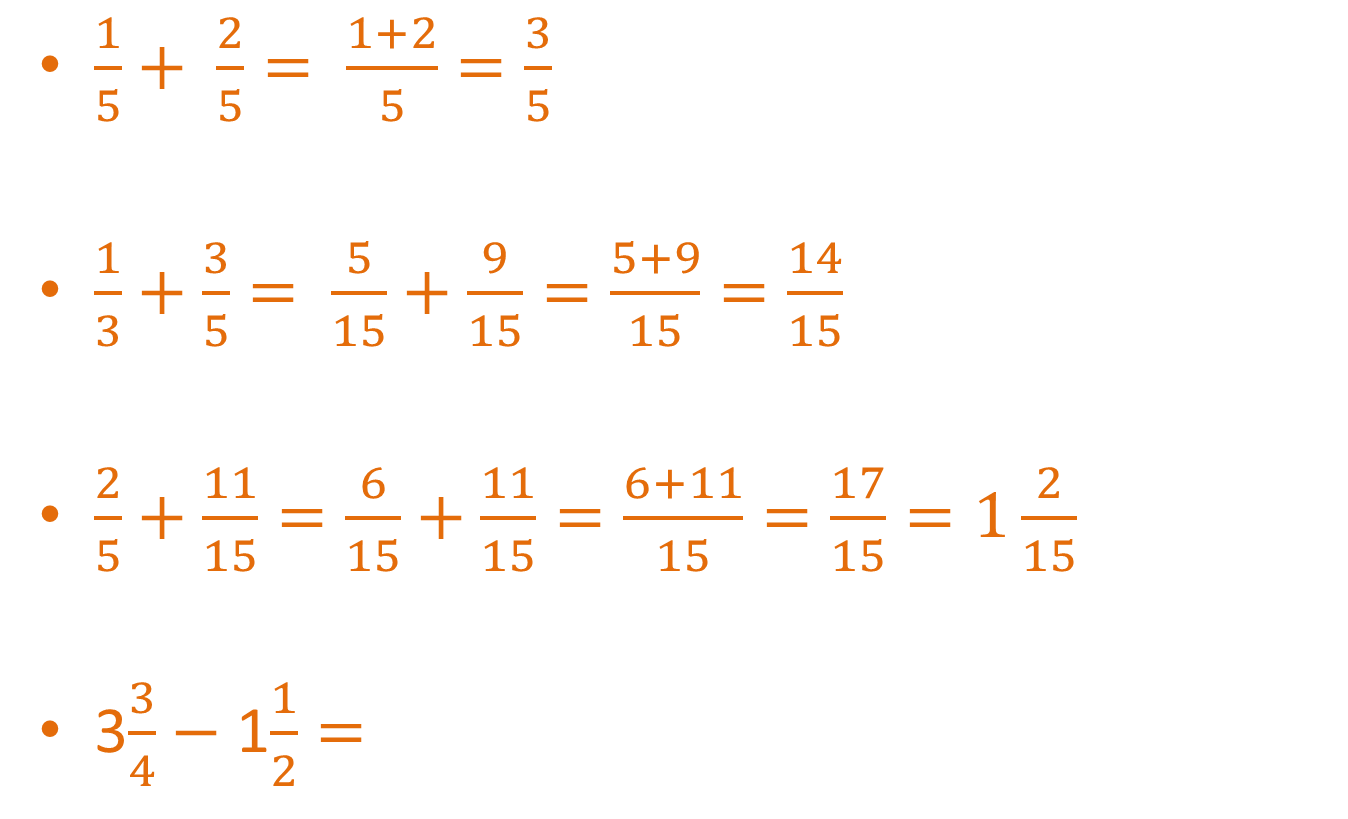 • 1/5 + 2/5 = 1+2/5 = 3/5
• 1/3 + 3/5 = 5/15 + 9/15 = 5+9/15 = 14/15
• 2/5 + 11/15 = 6/15 + 11/15 = 6+11/15 = 17/15 = 1 2/15
• 3 3/4 − 1 1/2 =